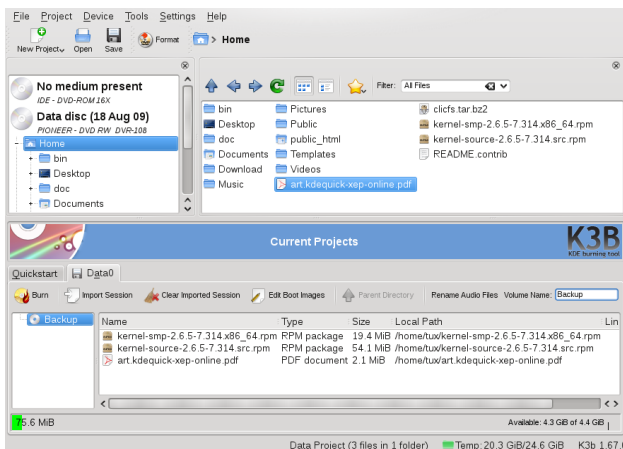 File Project Device Tools Settings Help
New Project Open Save Format > Home
No medium present
IDE - DVD-ROM 16X
Data disc (18 Aug 09)
PIONEER - DVD RW DVR-108
Home
bin
Desktop
doc
Documents
Filter: All Files
bin Pictures clicfs.tar.bz2
Desktop Public kernel-smp-2.6.5-7.314.x86_64.rpm
doc public_html kernel-source-2.6.5-7.314.src.rpm
Documents Templates README.contrib
Download Videos
Music art.kdequick-xep-online.pdf
Current Projects
K3B
KDE burning tool
Quickstart Data0
Burn Import Session Clear Imported Session Edit Boot Images Parent Directory Rename Audio Files Volume Name: Backup
Backup
Name Type Size Local Path Lin
kernel-smp-2.6.5-7.314.x86_64.rpm RPM package 19.4 MiB /home/tux/kernel-smp-2.6.5-7.314.x86_64.rpm
kernel-source-2.6.5-7.314.src.rpm RPM package 54.1 MiB /home/tux/kernel-source-2.6.5-7.314.src.rpm
art.kdequick-xep-online.pdf PDF document 2.1 MiB /home/tux/art.kdequick-xep-online.pdf
75.6 MiB Available: 4.3 GiB of 4.4 GiB
Data Project (3 files in 1 folder) Temp: 20.3 GiB/24.6 GiB K3b 1.67.